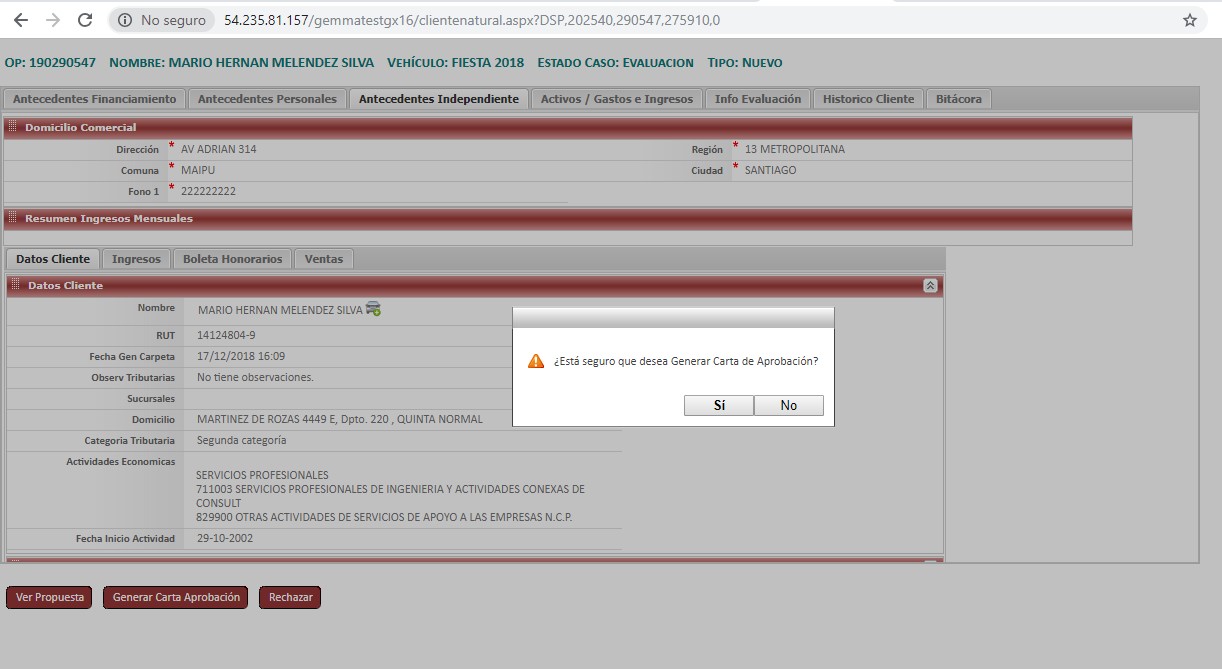 No seguro 54.235.81.157/gemmatestgx16/clientenatural.aspx?DSP,202540,290547,275910,0
OP: 190290547 NOMBRE: MARIO HERNAN MELENDEZ SILVA VEHÍCULO: FIESTA 2018 ESTADO CASO: EVALUACION TIPO: NUEVO
Antecedentes Financiamiento Antecedentes Personales Antecedentes Independiente Activos / Gastos e Ingresos Info Evaluación Historico Cliente Bitácora
Domicilio Comercial
Dirección * AV ADRIAN 314 Región * 13 METROPOLITANA
Comuna * MAIPU Ciudad * SANTIAGO
Fono 1 * 222222222
Resumen Ingresos Mensuales
Datos Cliente Ingresos Boleta Honorarios Ventas
Datos Cliente
Nombre MARIO HERNAN MELENDEZ SILVA
RUT 14124804-9
Fecha Gen Carpeta 17/12/2018 16:09
Observ Tributarias No tiene observaciones.
Sucursales
Domicilio MARTINEZ DE ROZAS 4449 E, Dpto. 220 , QUINTA NORMAL
Categoria Tributaria Segunda categoría
Actividades Economicas
SERVICIOS PROFESIONALES
711003 SERVICIOS PROFESIONALES DE INGENIERIA Y ACTIVIDADES CONEXAS DE
CONSULT
829900 OTRAS ACTIVIDADES DE SERVICIOS DE APOYO A LAS EMPRESAS N.C.P.
Fecha Inicio Actividad 29-10-2002
¿Está seguro que desea Generar Carta de Aprobación?
Sí No
Ver Propuesta Generar Carta Aprobación Rechazar